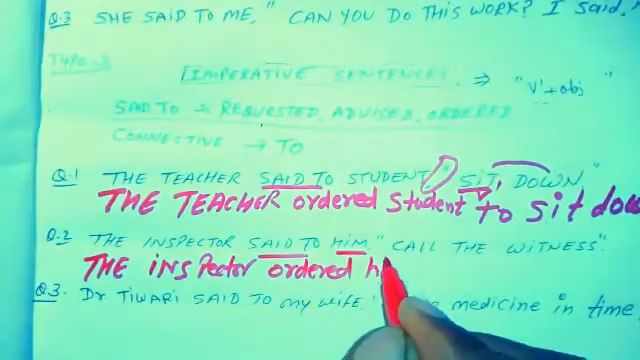 Q.3 SHE SAID TO ME, " CAN YOU DO THIS WORK? I Said,
TYPE-3
IMPERATIVE SENTENCE: ⇒ "V'+obj "
SAID TO = REQUESTED, ADVISED, ORDERED
CONNECTIVE → TO
Q.1 THE TEACHER SAID TO STUDENT, " SIT DOWN "
THE TEACHER ordered Student to sit down
Q.2 THE INSPECTOR SAID TO HIM, " CALL THE WITNESS".
THE inspector ordered h
Q.3. Dr. TIWARI SAID TO my WIFE, medicine in time